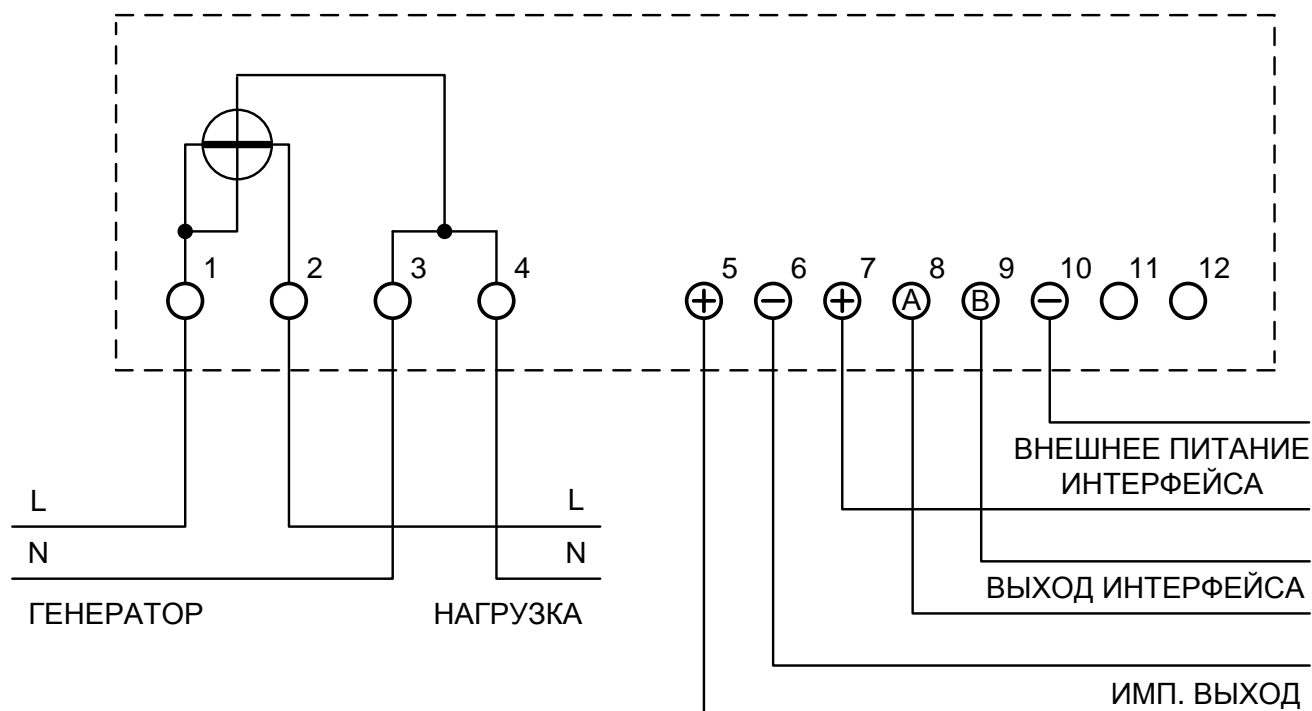 1 2 3 4 5 6 7 8 9 10 11 12
+ − + A B −
ВНЕШНЕЕ ПИТАНИЕ
ИНТЕРФЕЙСА
L L
N N
ВЫХОД ИНТЕРФЕЙСА
ГЕНЕРАТОР НАГРУЗКА
ИМП. ВЫХОД